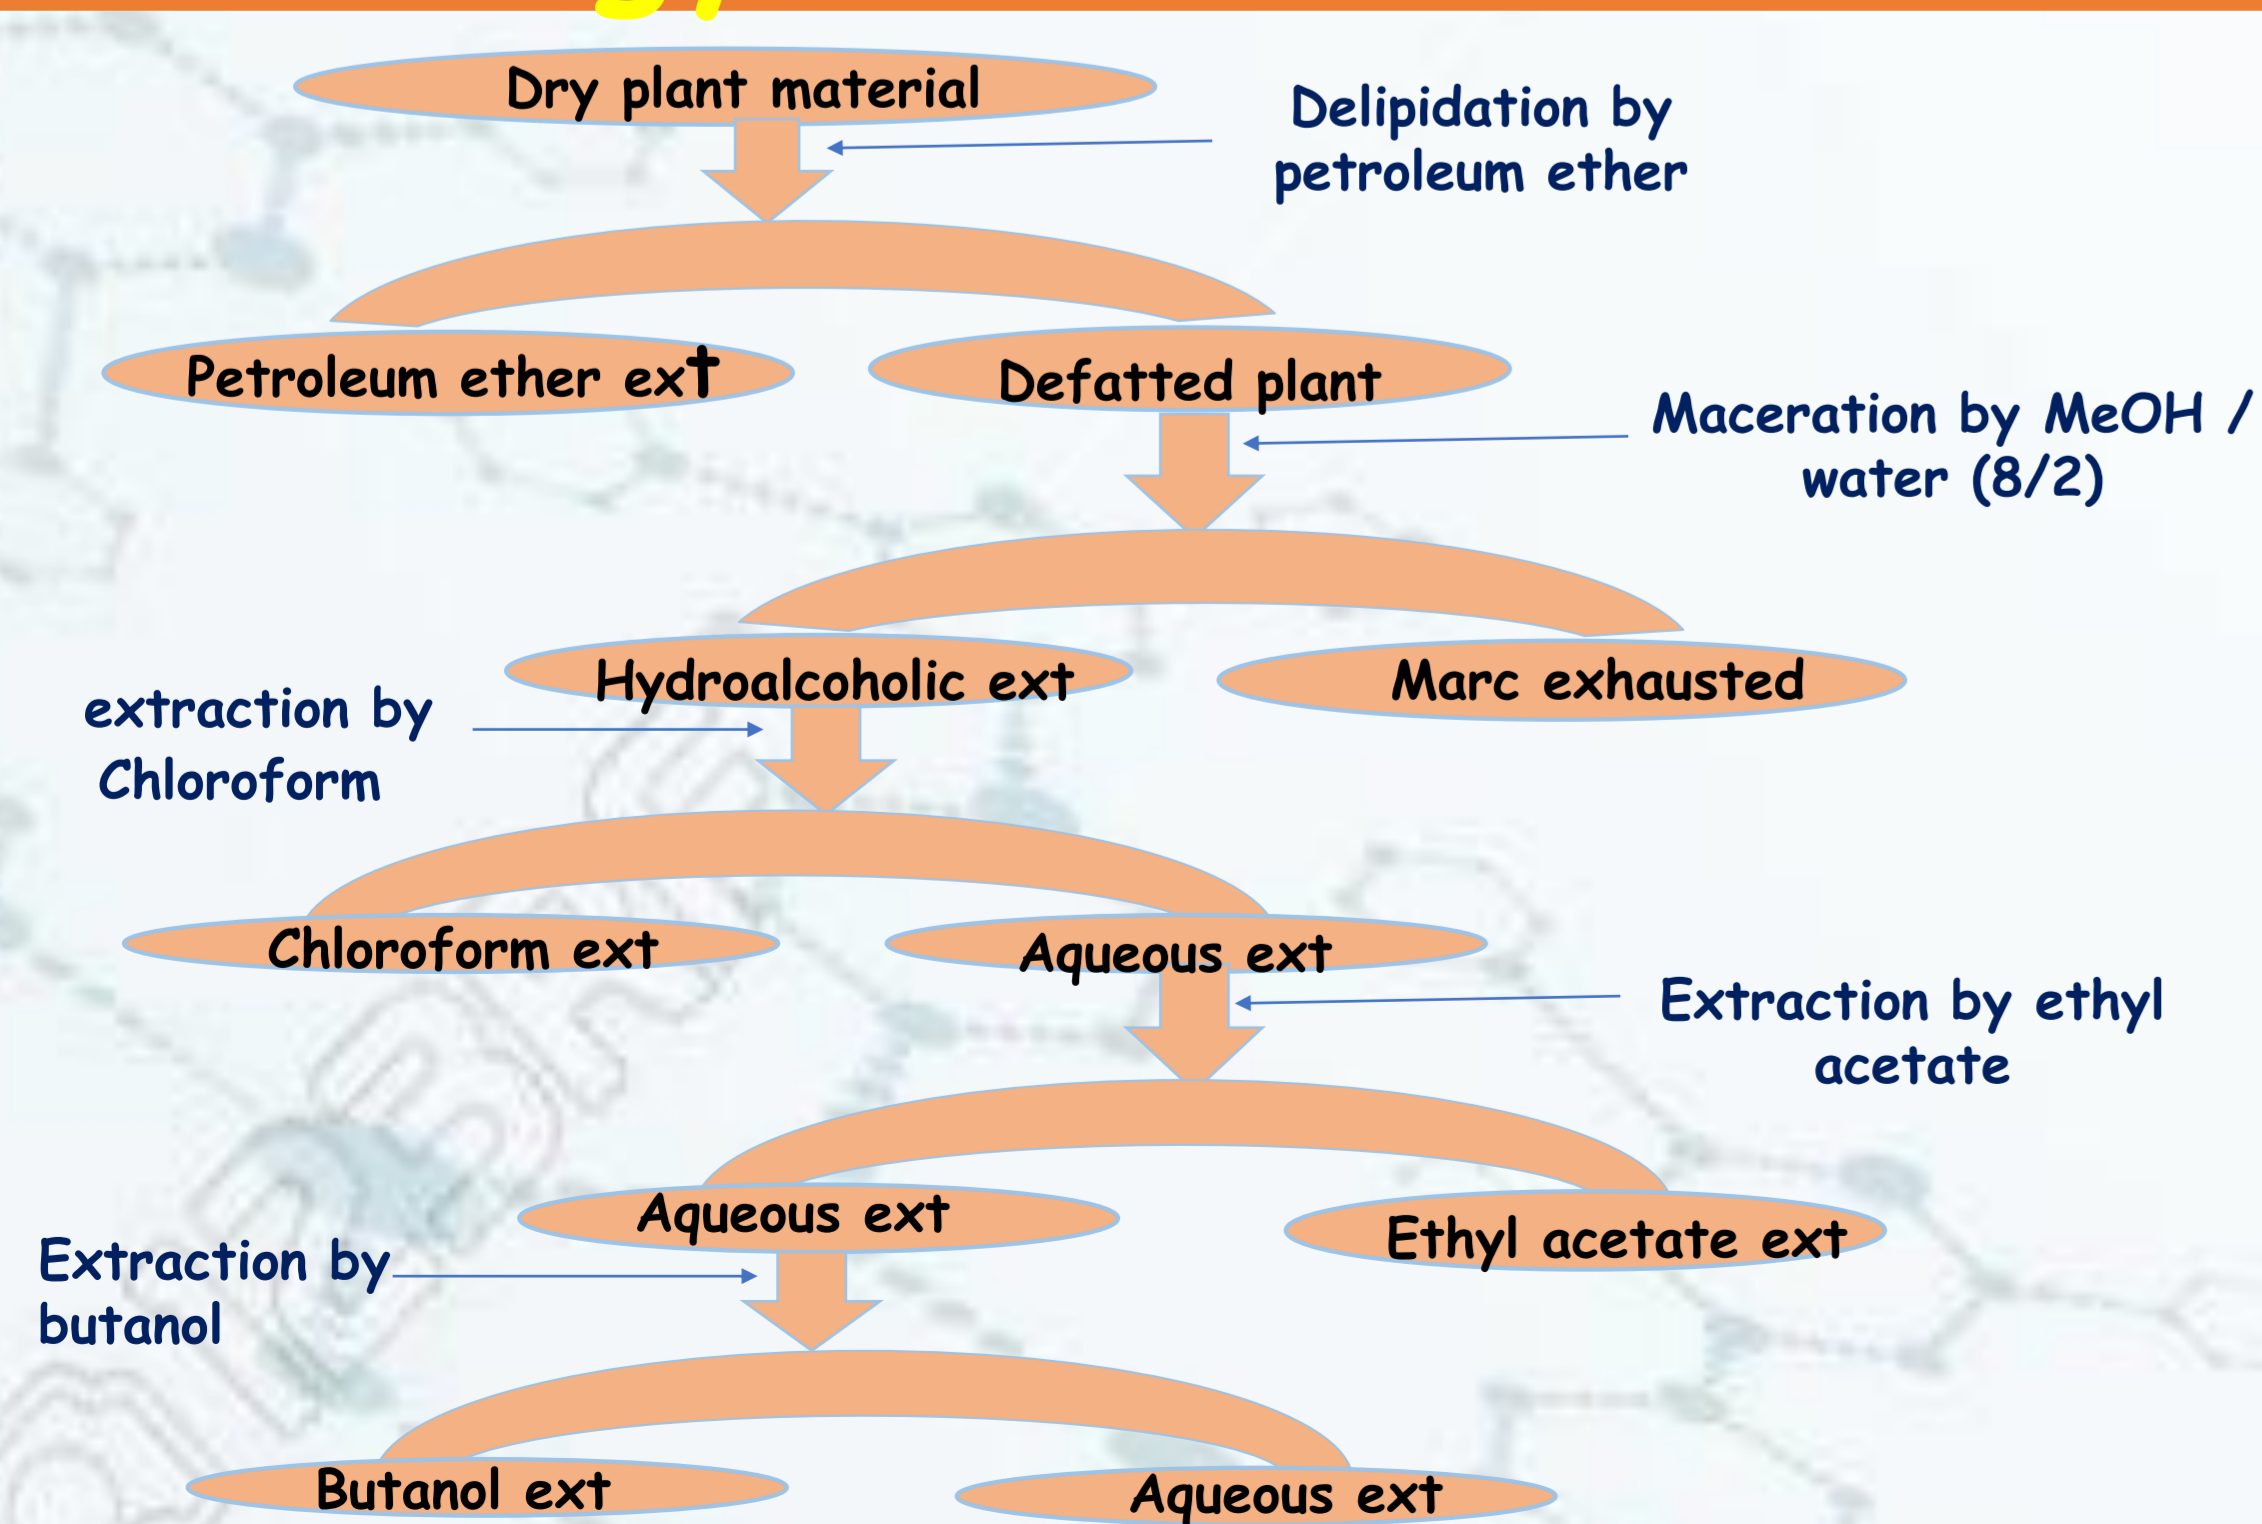 Dry plant material
Delipidation by
petroleum ether
Petroleum ether ext
Defatted plant
Maceration by MeOH /
water (8/2)
Hydroalcoholic ext
Marc exhausted
extraction by
Chloroform
Chloroform ext
Aqueous ext
Extraction by ethyl
acetate
Aqueous ext
Ethyl acetate ext
Extraction by
butanol
Butanol ext
Aqueous ext